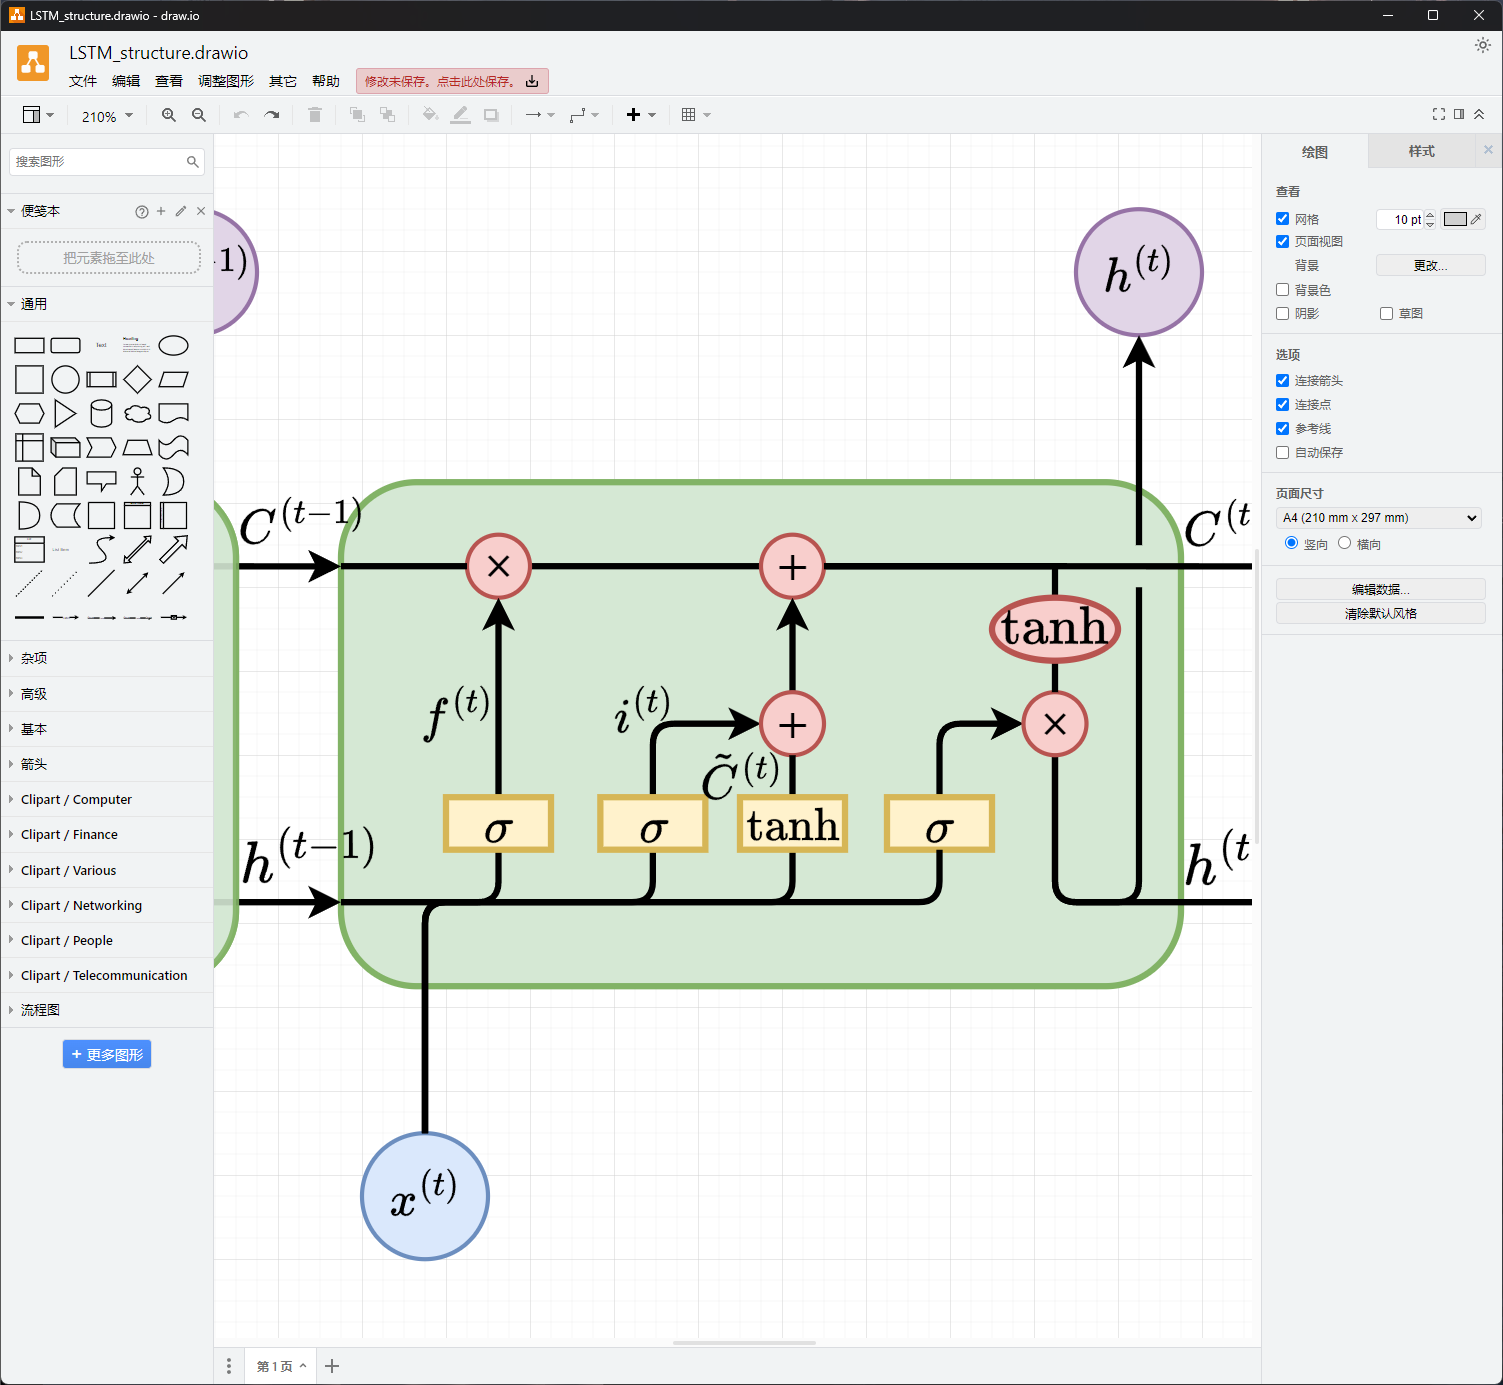 LSTM_structure.drawio - draw.io
LSTM_structure.drawio
文件 编辑 查看 调整图形 其它 帮助 修改未保存。点击此处保存。
210%
搜索图形
便笺本
把元素拖至此处
通用
Text
Heading
杂项
高级
基本
箭头
Clipart / Computer
Clipart / Finance
Clipart / Various
Clipart / Networking
Clipart / People
Clipart / Telecommunication
流程图
+ 更多图形
-1)
h^(t)
C^(t−1)
C^(t
×
+
tanh
f^(t)
i^(t)
+
×
C̃^(t)
σ
σ
tanh
σ
h^(t−1)
h^(t
x^(t)
第1页
绘图 样式
查看
网格 10 pt
页面视图
背景 更改...
背景色
阴影 草图
选项
连接箭头
连接点
参考线
自动保存
页面尺寸
A4 (210 mm x 297 mm)
竖向 横向
编辑数据...
清除默认风格